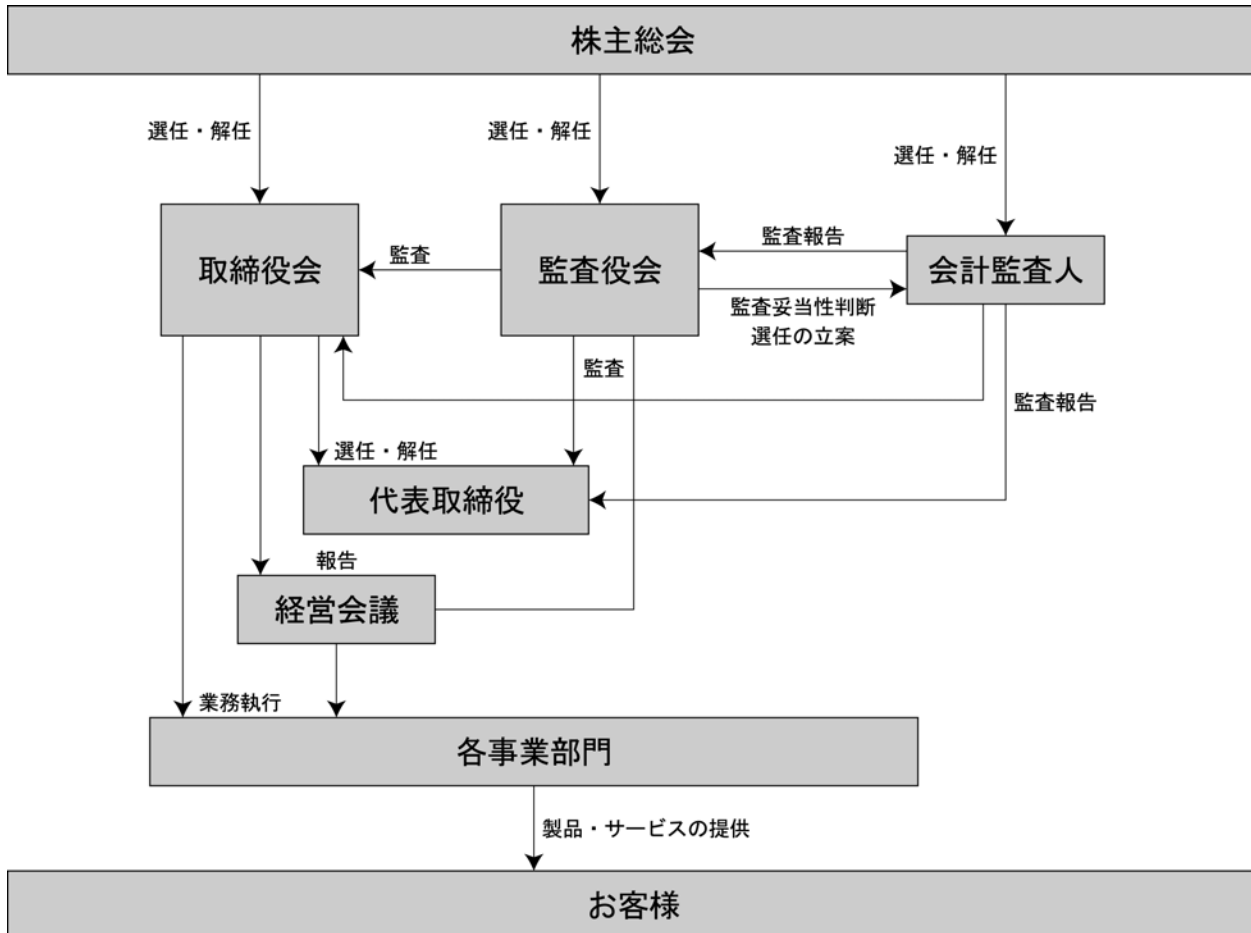 株主総会
選任・解任
選任・解任
選任・解任
取締役会
監査
監査役会
監査報告
会計監査人
監査妥当性判断
選任の立案
監査
監査報告
選任・解任
代表取締役
報告
経営会議
業務執行
各事業部門
製品・サービスの提供
お客様